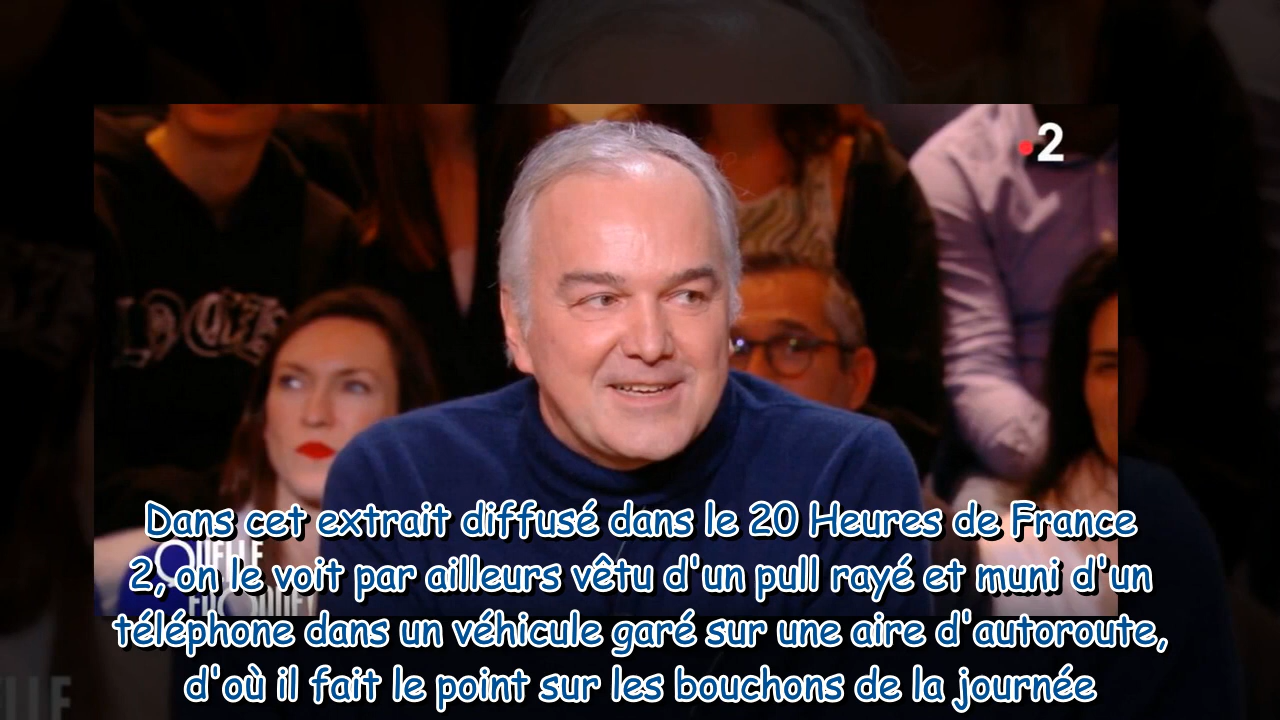 2
Dans cet extrait diffusé dans le 20 Heures de France
2, on le voit par ailleurs vêtu d'un pull rayé et muni d'un
téléphone dans un véhicule garé sur une aire d'autoroute,
d'où il fait le point sur les bouchons de la journée
QUELLE